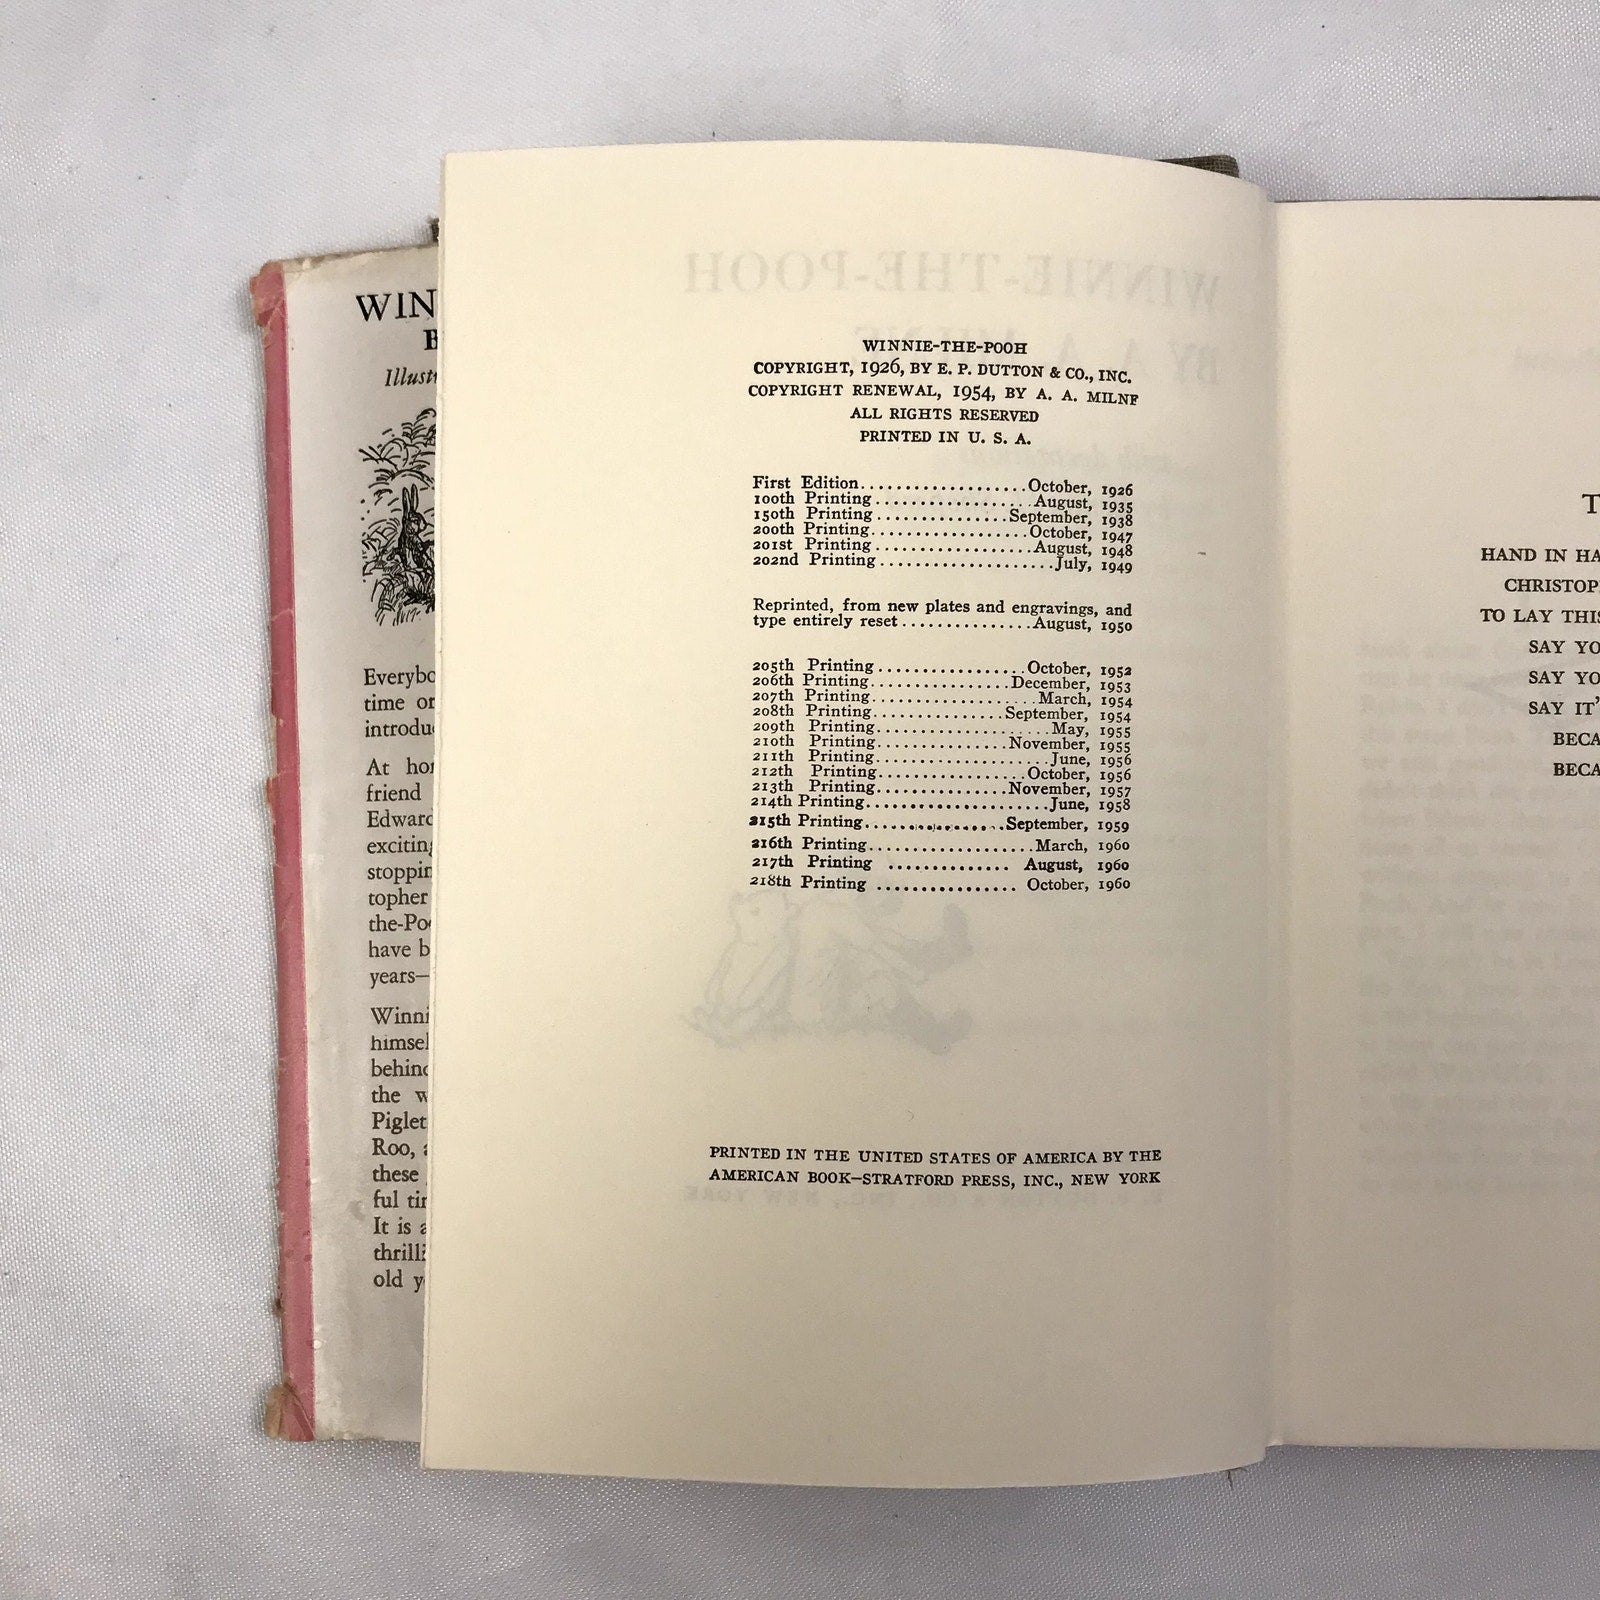 WIN
B
Illust
Everybo
time or
introdu
At ho
friend
Edward
exciting
stoppin
topher
the-Po
have b
years—
Winni
himsel
behind
the w
Piglet
Roo, a
these
ful ti
It is a
thrilli
old y
WINNIE-THE-POOH
COPYRIGHT, 1926, BY E. P. DUTTON & CO., INC.
COPYRIGHT RENEWAL, 1954, BY A. A. MILNE
ALL RIGHTS RESERVED
PRINTED IN U. S. A.
First Edition...................October, 1926
100th Printing..................August, 1935
150th Printing...............September, 1938
200th Printing..................October, 1947
201st Printing..................August, 1948
202nd Printing....................July, 1949
Reprinted, from new plates and engravings, and
type entirely reset...............August, 1950
205th Printing.................October, 1952
206th Printing................December, 1953
207th Printing...................March, 1954
208th Printing...............September, 1954
209th Printing....................May, 1955
210th Printing...............November, 1955
211th Printing....................June, 1956
212th Printing.................October, 1956
213th Printing...............November, 1957
214th Printing.....................June, 1958
215th Printing................September, 1959
216th Printing...................March, 1960
217th Printing .............. August, 1960
218th Printing ................ October, 1960
PRINTED IN THE UNITED STATES OF AMERICA BY THE
AMERICAN BOOK—STRATFORD PRESS, INC., NEW YORK
T
HAND IN HA
CHRISTOP
TO LAY THIS
SAY YO
SAY YO
SAY IT'
BECA
BECA